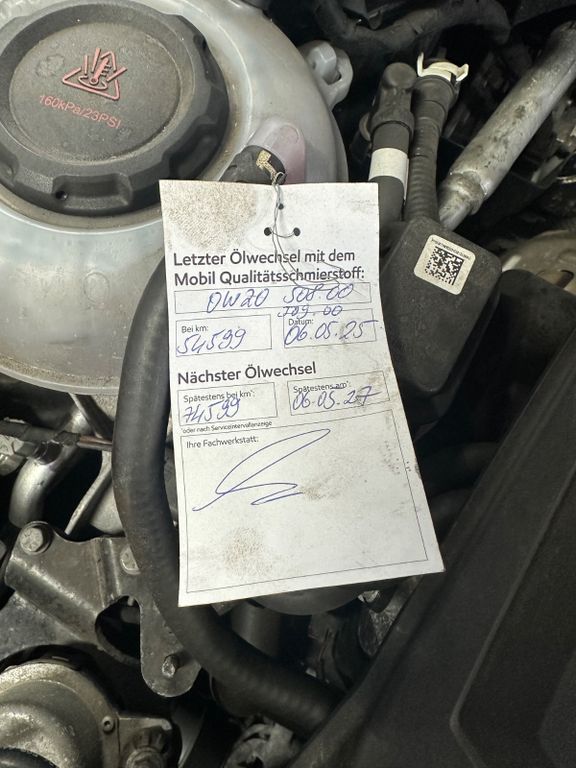 160kPa/23PSI
Letzter Ölwechsel mit dem
Mobil Qualitätsschmierstoff:
0W20 508.00
709.00
Bei km: Datum:
54599 06.05.25
Nächster Ölwechsel
Spätestens bei km*: Spätestens am*:
74599 06.05.27
*oder nach Serviceintervallanzeige
Ihre Fachwerkstatt: